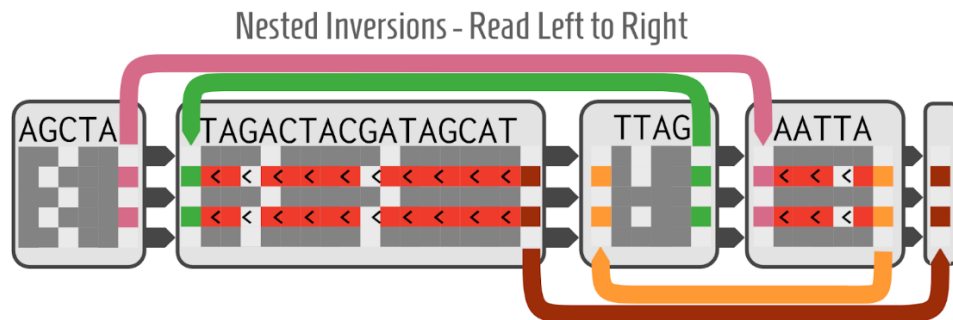 Nested Inversions - Read Left to Right
AGCTA TAGACTACGATAGCAT TTAG AATTA
< < < < < < < < < < < <
< < < < < < < < < < < <